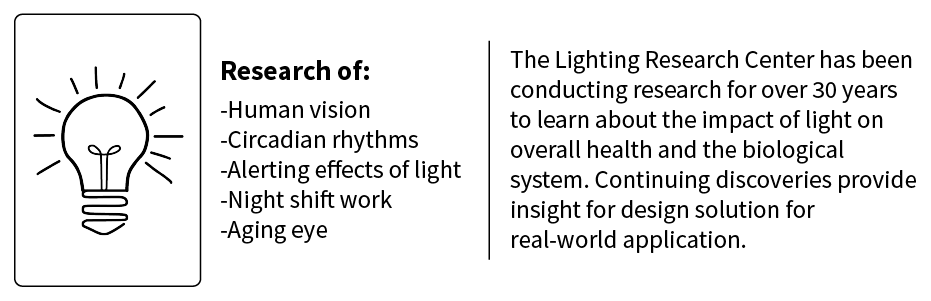 Research of:
-Human vision
-Circadian rhythms
-Alerting effects of light
-Night shift work
-Aging eye
The Lighting Research Center has been
conducting research for over 30 years
to learn about the impact of light on
overall health and the biological
system. Continuing discoveries provide
insight for design solution for
real-world application.